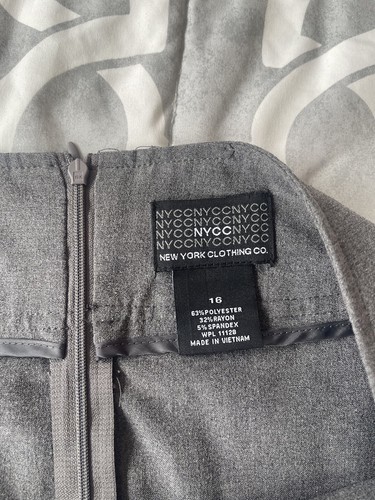 NYCCNYCCNYCC
NYCCNYCCNYCC
NYCCNYCCNYCC
NYCCNYCCNYCC
NEW YORK CLOTHING CO.
16
63%POLYESTER
32%RAYON
5%SPANDEX
WPL 11128
MADE IN VIETNAM